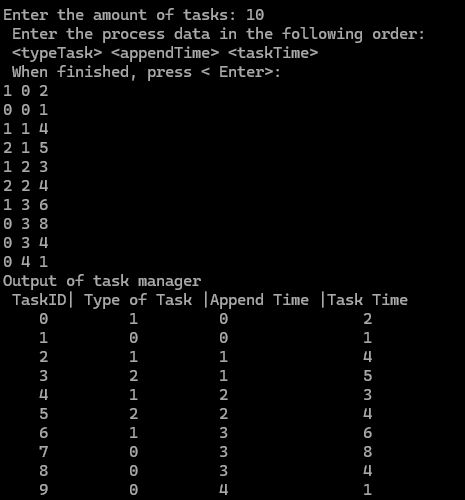 Enter the amount of tasks: 10
Enter the process data in the following order:
<typeTask> <appendTime> <taskTime>
When finished, press < Enter>:
1 0 2
0 0 1
1 1 4
2 1 5
1 2 3
2 2 4
1 3 6
0 3 8
0 3 4
0 4 1
Output of task manager
TaskID| Type of Task |Append Time |Task Time
0 1 0 2
1 0 0 1
2 1 1 4
3 2 1 5
4 1 2 3
5 2 2 4
6 1 3 6
7 0 3 8
8 0 3 4
9 0 4 1